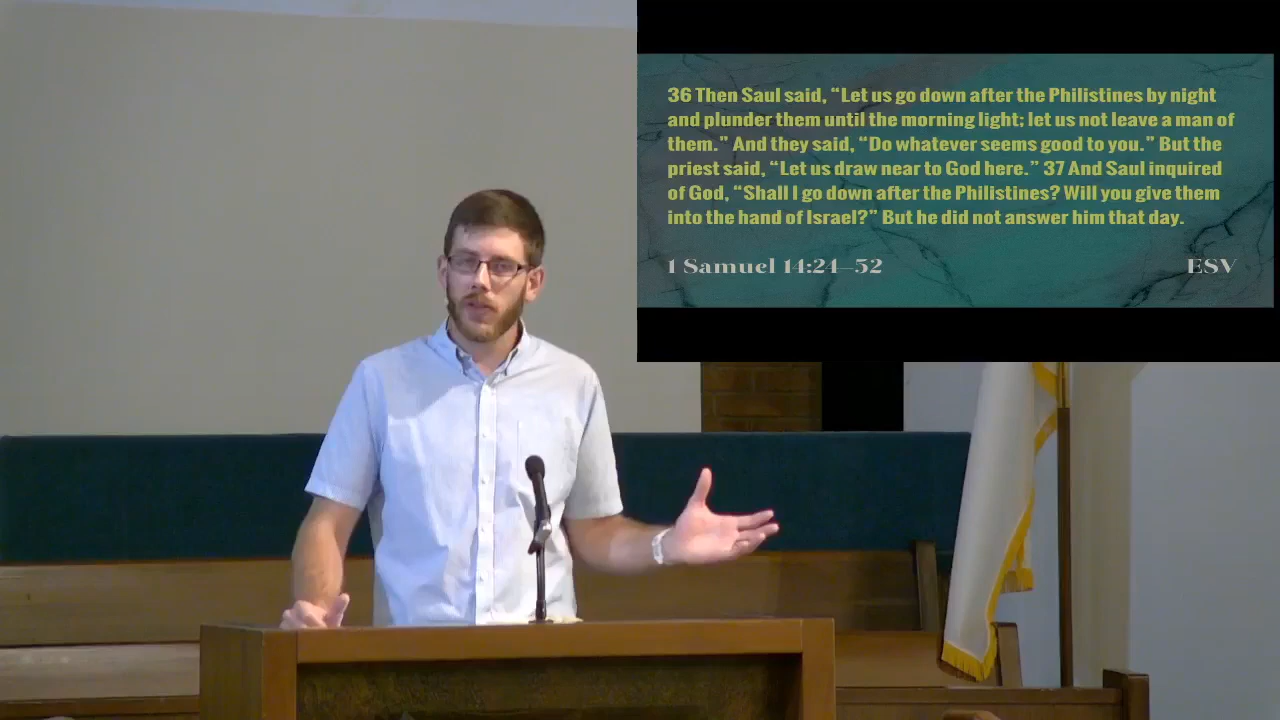 36 Then Saul said, “Let us go down after the Philistines by night
and plunder them until the morning light; let us not leave a man of
them.” And they said, “Do whatever seems good to you.” But the
priest said, “Let us draw near to God here.” 37 And Saul inquired
of God, “Shall I go down after the Philistines? Will you give them
into the hand of Israel?” But he did not answer him that day.
1 Samuel 14:24–52 ESV